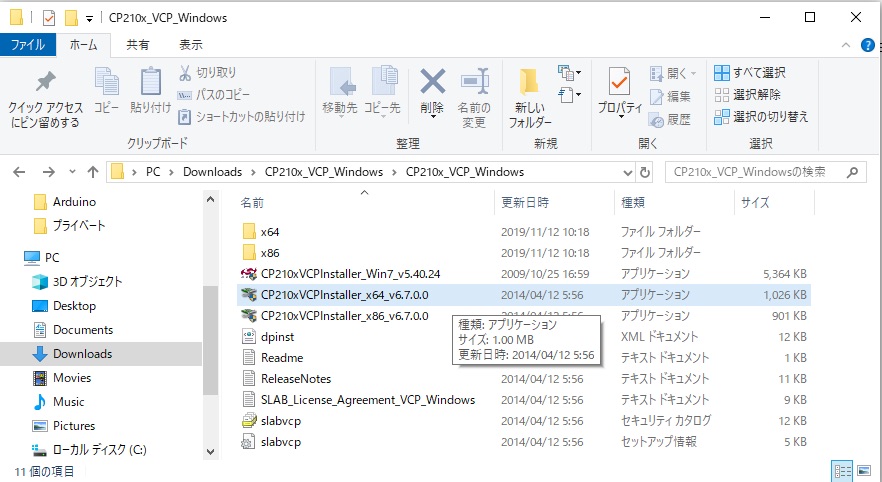 CP210x_VCP_Windows
ファイル ホーム 共有 表示
クイック アクセス
にピン留めする
コピー
貼り付け
切り取り
パスのコピー
ショートカットの貼り付け
クリップボード
移動先
コピー先
削除
名前の
変更
整理
新しい
フォルダー
新規
プロパティ
開く
編集
履歴
開く
すべて選択
選択解除
選択の切り替え
選択
PC Downloads CP210x_VCP_Windows CP210x_VCP_Windows
CP210x_VCP_Windowsの検索
Arduino
プライベート
PC
3D オブジェクト
Desktop
Documents
Downloads
Movies
Music
Pictures
ローカル ディスク (C:)
名前 更新日時 種類 サイズ
x64 2019/11/12 10:18 ファイル フォルダー
x86 2019/11/12 10:18 ファイル フォルダー
CP210xVCPInstaller_Win7_v5.40.24 2009/10/25 16:59 アプリケーション 5,364 KB
CP210xVCPInstaller_x64_v6.7.0.0 2014/04/12 5:56 アプリケーション 1,026 KB
CP210xVCPInstaller_x86_v6.7.0.0 2014/04/12 5:56 アプリケーション 901 KB
dpinst XML ドキュメント 12 KB
Readme テキスト ドキュメント 1 KB
ReleaseNotes 2014/04/12 5:56 テキスト ドキュメント 11 KB
SLAB_License_Agreement_VCP_Windows 2014/04/12 5:56 テキスト ドキュメント 9 KB
slabvcp 2014/04/12 5:56 セキュリティ カタログ 12 KB
slabvcp 2014/04/12 5:56 セットアップ情報 5 KB
種類: アプリケーション
サイズ: 1.00 MB
更新日時: 2014/04/12 5:56
11 個の項目